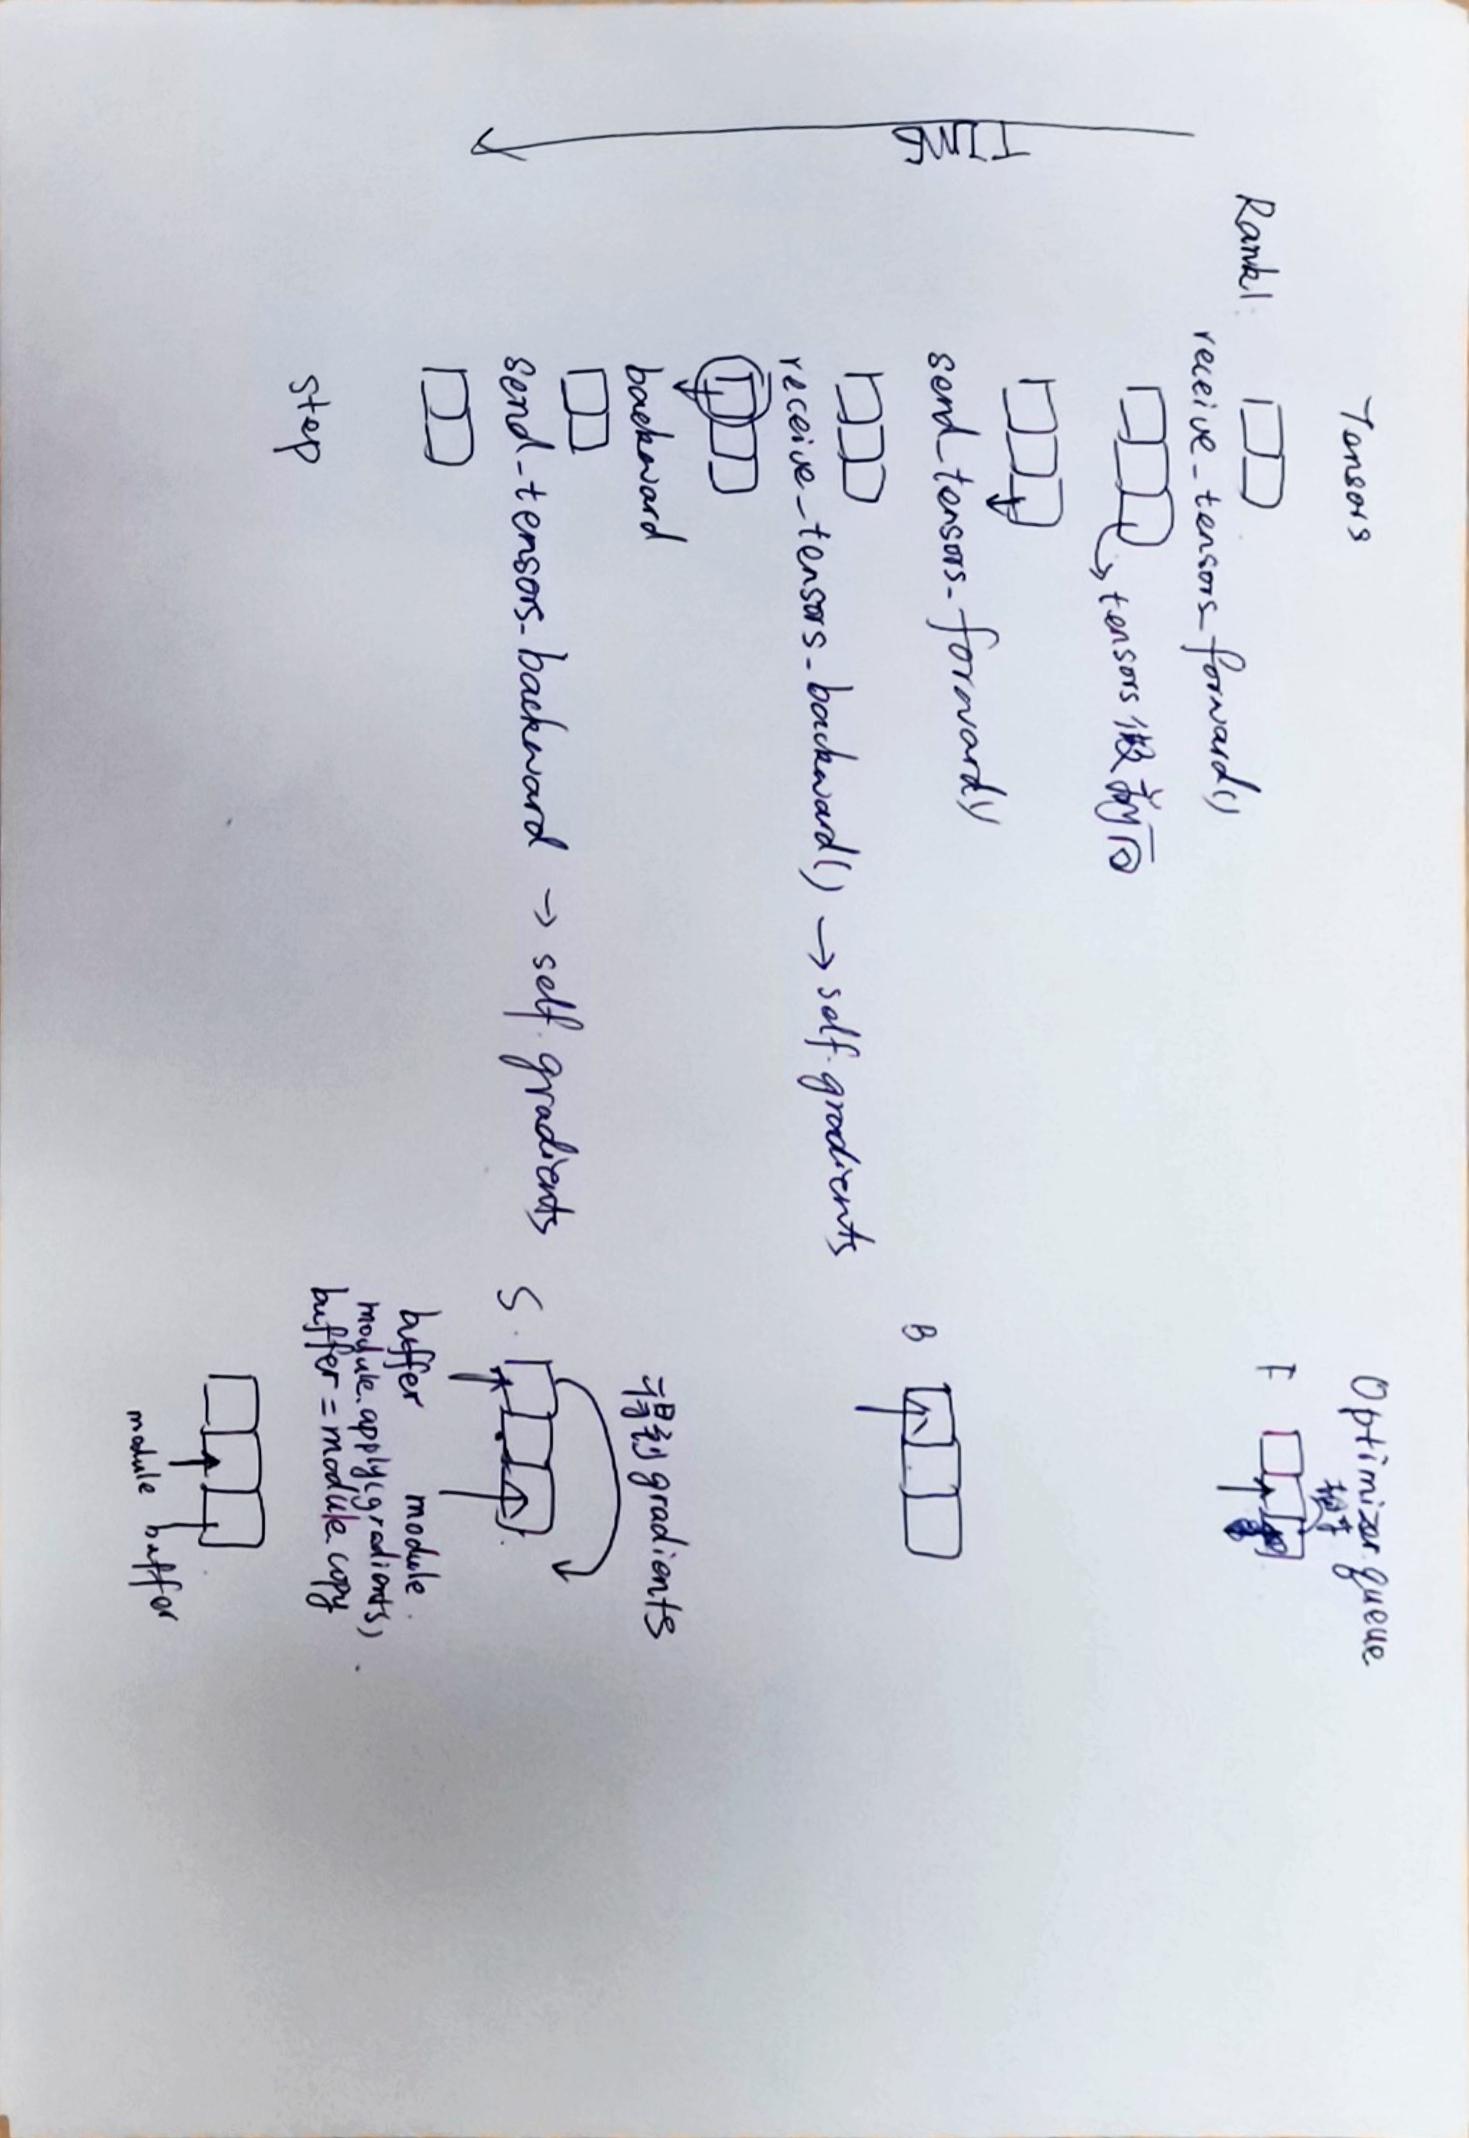 Tensors
Optimizer queue
Rank1:
F
receive_tensors_forward()
tensors 做前向
send_tensors_forward()
B
receive_tensors_backward() → self.gradients
backward
得到 gradients
send_tensors_backward → self.gradients
S
TIME
buffer module
module.apply(gradients)
buffer = module.copy
step
module buffer